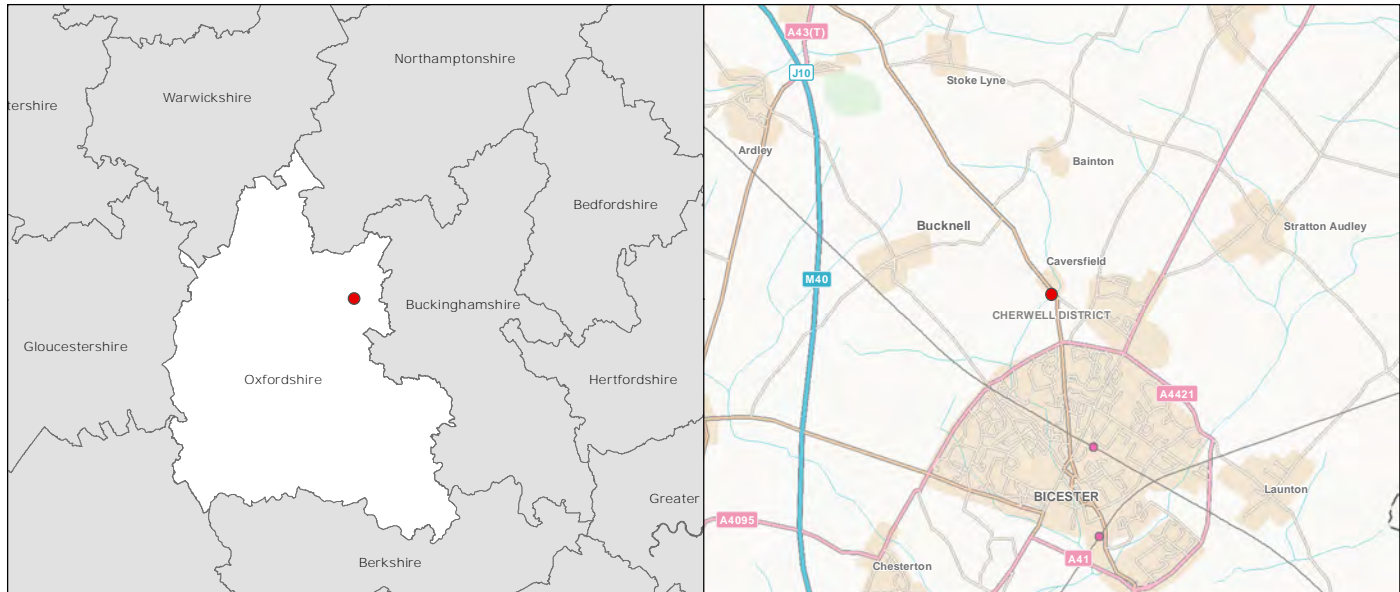 Northamptonshire
Warwickshire
tershire
Bedfordshire
Buckinghamshire
Gloucestershire
Oxfordshire
Hertfordshire
Greater
Berkshire
A43(T)
J10
Stoke Lyne
Ardley
Bainton
Bucknell
Stratton Audley
Caversfield
M40
CHERWELL DISTRICT
A4421
BICESTER
Launton
A4095
A41
Chesterton